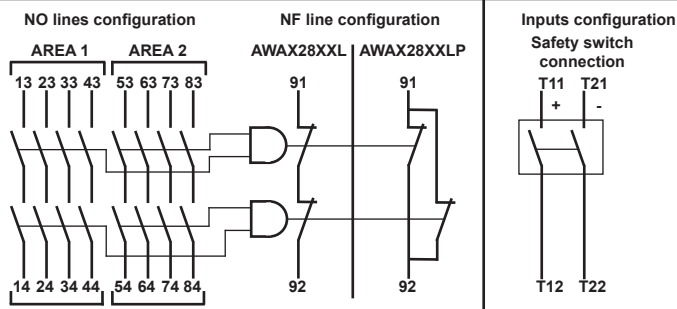 NO lines configuration
NF line configuration
Inputs configuration
AREA 1
AREA 2
AWAX28XXL
AWAX28XXLP
Safety switch
connection
13 23 33 43
53 63 73 83
91
91
T11 T21
+ -
14 24 34 44
54 64 74 84
92
92
T12 T22